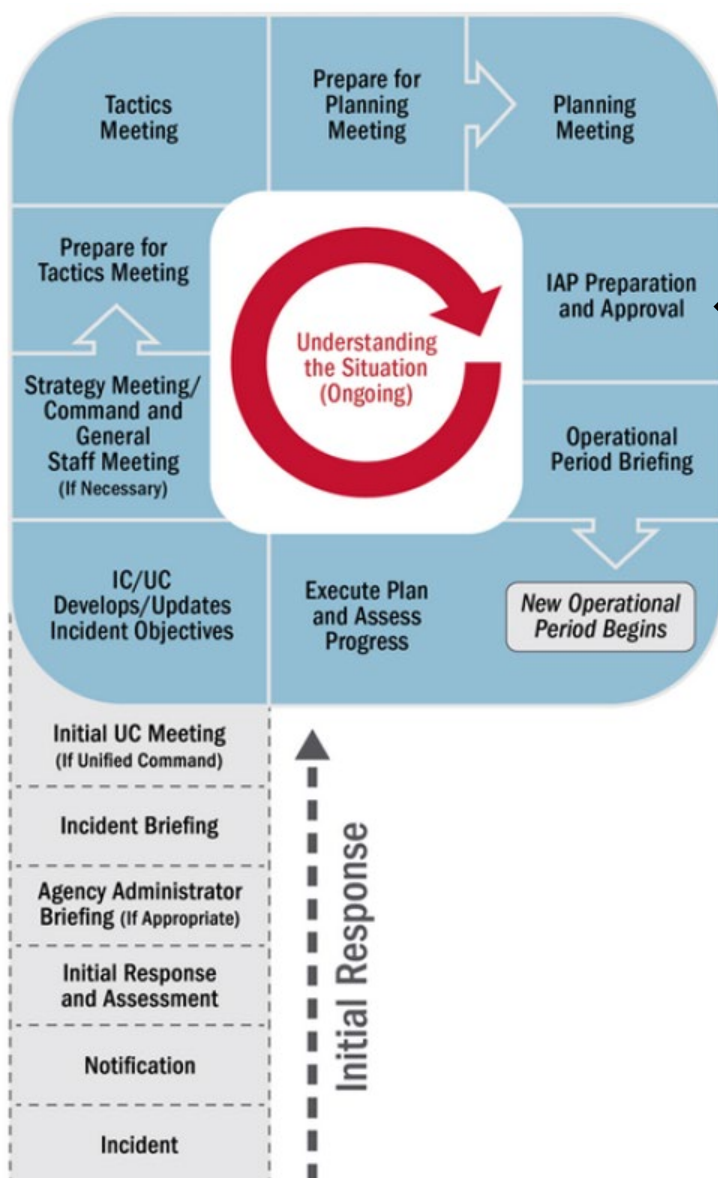 Tactics
Meeting
Prepare for
Planning
Meeting
Planning
Meeting
Prepare for
Tactics Meeting
Understanding
the Situation
(Ongoing)
IAP Preparation
and Approval
Strategy Meeting/
Command and
General
Staff Meeting
(If Necessary)
Operational
Period Briefing
IC/UC
Develops/Updates
Incident Objectives
Execute Plan
and Assess
Progress
New Operational
Period Begins
Initial UC Meeting
(If Unified Command)
Incident Briefing
Agency Administrator
Briefing (If Appropriate)
Initial Response
and Assessment
Notification
Incident
Initial Response